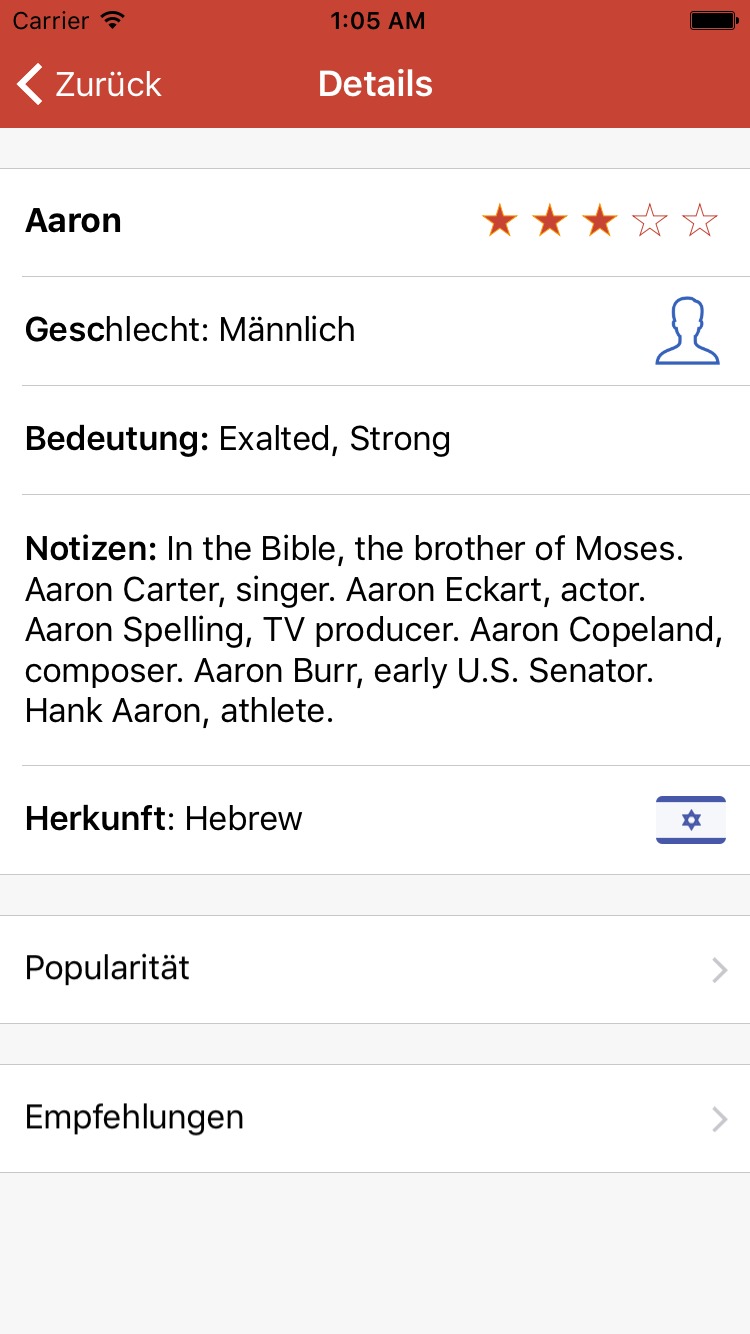 Carrier 1:05 AM
Zurück Details
Aaron
Geschlecht: Männlich
Bedeutung: Exalted, Strong
Notizen: In the Bible, the brother of Moses.
Aaron Carter, singer. Aaron Eckart, actor.
Aaron Spelling, TV producer. Aaron Copeland,
composer. Aaron Burr, early U.S. Senator.
Hank Aaron, athlete.
Herkunft: Hebrew
Popularität
Empfehlungen